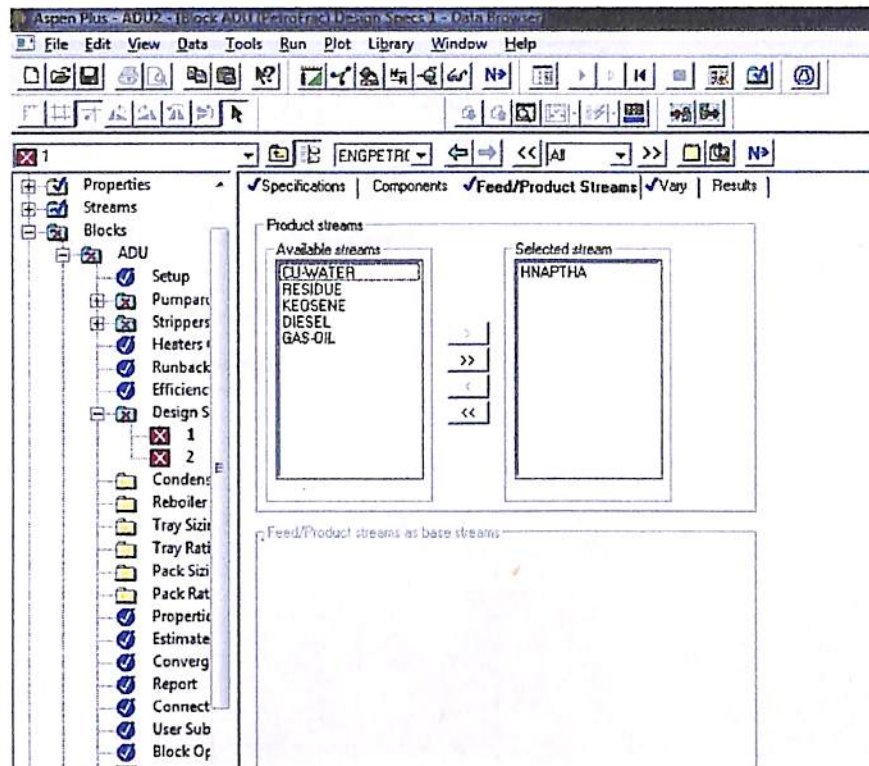 Aspen Plus - ADU2 - [Block ADU (PetroFrac) Design Specs 1 - Data Browser]
File Edit View Data Tools Run Plot Library Window Help
N>
1
ENGPETRC
<< All >>
N>
Specifications Components Feed/Product Streams Vary Results
Properties
Streams
Blocks
ADU
Setup
Pumparo
Strippers
Heaters
Runback
Efficienc
Design S
1
2
Condens
Reboiler
Tray Sizin
Tray Rati
Pack Sizi
Pack Rat
Propertie
Estimate
Converg
Report
Connect
User Sub
Block Op
Product streams
Available streams
CU-WATER
RESIDUE
KEOSENE
DIESEL
GAS-OIL
>
>>
<
<<
Selected stream
HNAPTHA
Feed/Product streams as base streams